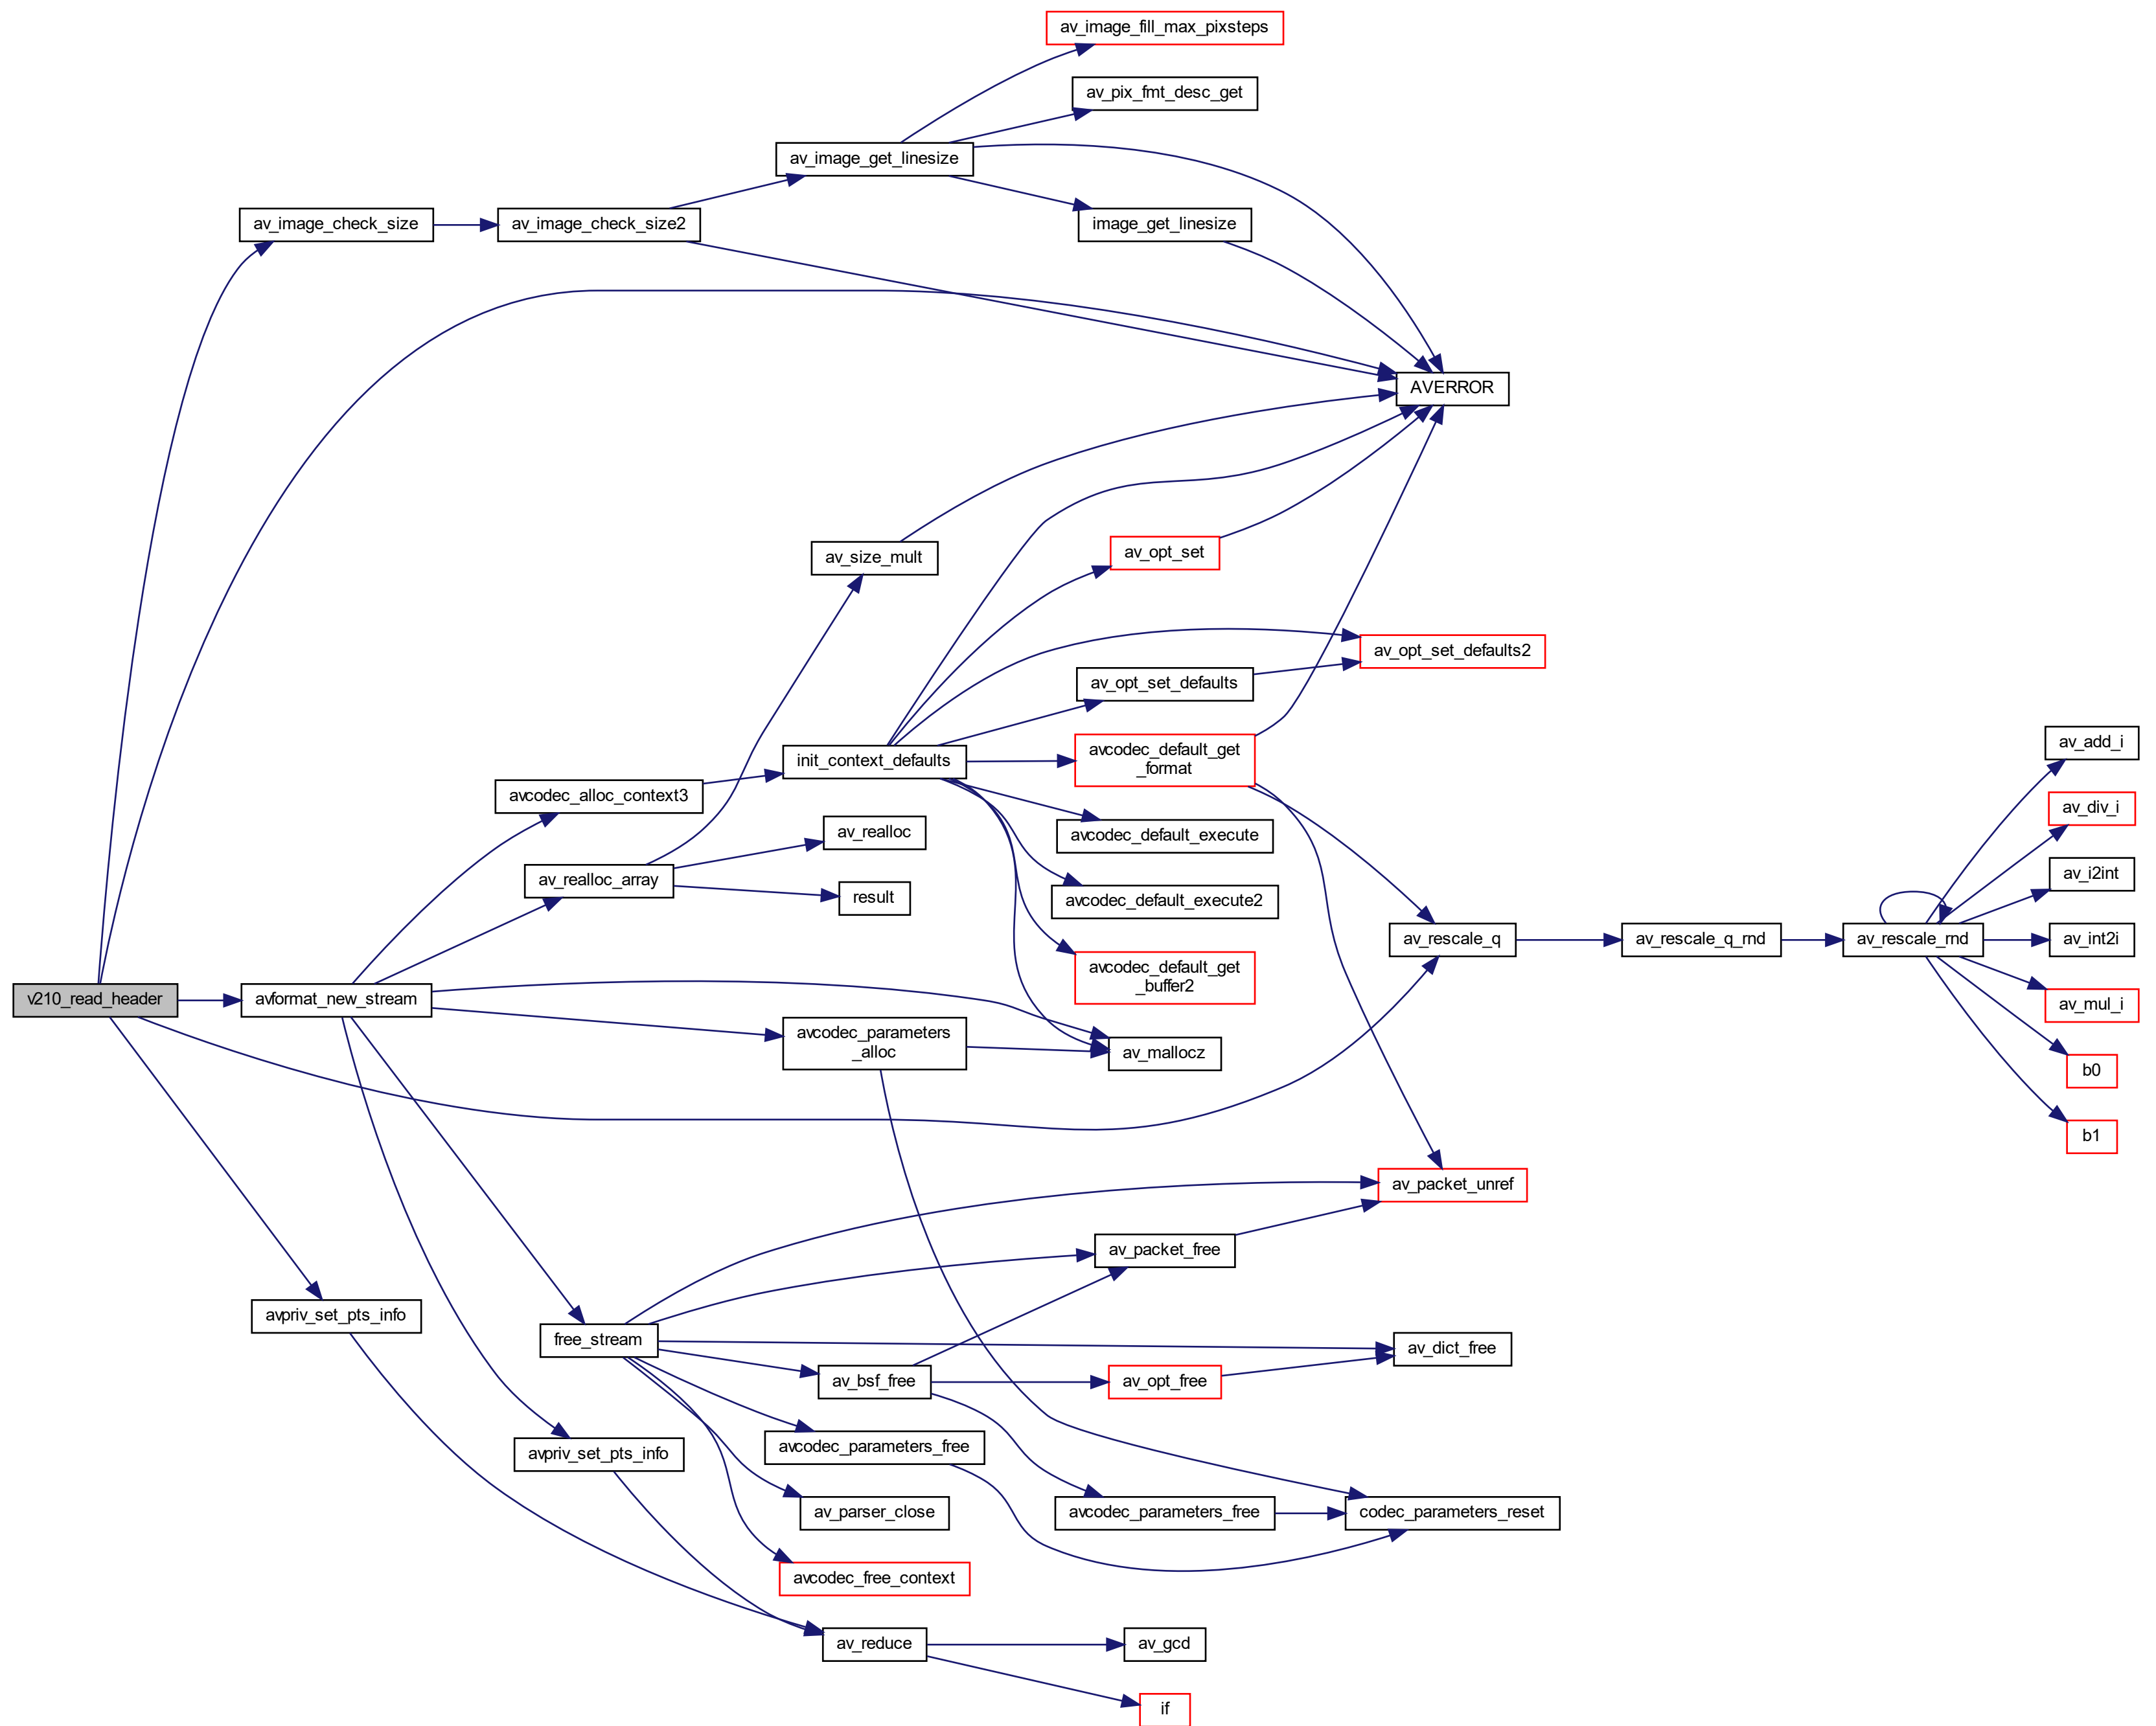 av_image_fill_max_pixsteps
av_pix_fmt_desc_get
av_image_get_linesize
av_image_check_size
av_image_check_size2
image_get_linesize
AVERROR
av_size_mult
av_opt_set
av_opt_set_defaults2
av_opt_set_defaults
init_context_defaults
avcodec_default_get
_format
av_add_i
avcodec_alloc_context3
av_div_i
av_realloc
avcodec_default_execute
av_realloc_array
result
avcodec_default_execute2
av_i2int
av_rescale_q
av_rescale_q_rnd
av_rescale_rnd
av_int2i
avcodec_default_get
_buffer2
v210_read_header
avformat_new_stream
av_mul_i
avcodec_parameters
_alloc
av_mallocz
b0
b1
av_packet_unref
av_packet_free
avpriv_set_pts_info
free_stream
av_dict_free
av_bsf_free
av_opt_free
avcodec_parameters_free
avpriv_set_pts_info
av_parser_close
avcodec_parameters_free
codec_parameters_reset
avcodec_free_context
av_reduce
av_gcd
if